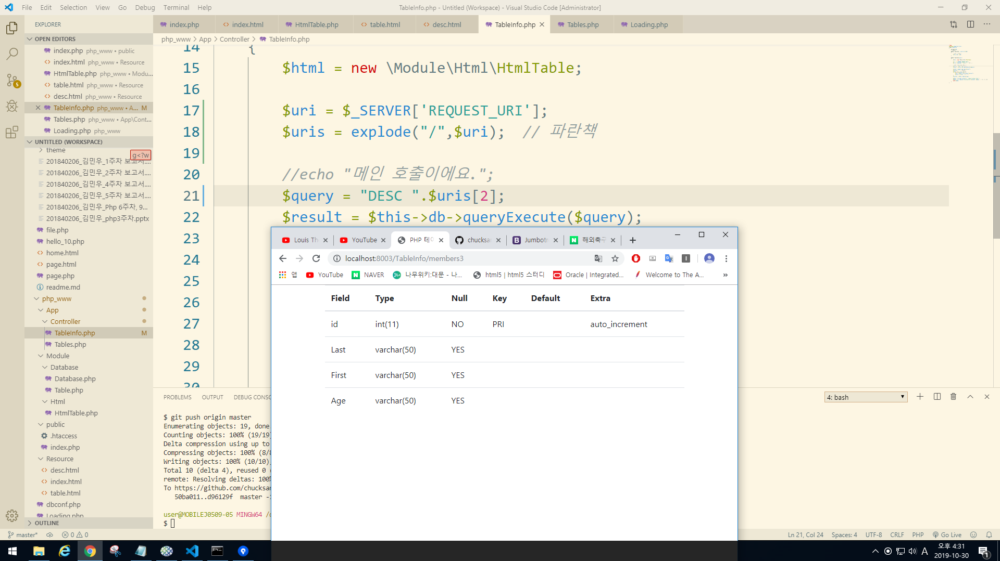 File Edit Selection View Go Debug Terminal Help
TableInfo.php - Untitled (Workspace) - Visual Studio Code [Administrator]
EXPLORER
index.php
index.html
HtmlTable.php
table.html
desc.html
TableInfo.php
Tables.php
Loading.php
OPEN EDITORS
index.php php_www • public
index.html php_www • Resource
HtmlTable.php php_www • Modu...
table.html php_www • Resource
desc.html php_www • Resource
TableInfo.php php_www • A... M
Tables.php php_www • App\Cont...
Loading.php php_www
UNTITLED (WORKSPACE)
theme
g<?w
201840206_김민우_1주차 보고서....
201840206_김민우_2주차 보고서....
201840206_김민우_4주차 보고서....
201840206_김민우_5주차 보고서....
201840206_김민우_Php 6주차, 9...
201840206_김민우_php3주차.pptx
file.php
hello_10.php
home.html
page.html
page.php
readme.md
php_www
App
Controller
TableInfo.php M
Tables.php
Module
Database
Database.php
Table.php
Html
HtmlTable.php
public
.htaccess
index.php
Resource
desc.html
index.html
table.html
dbconf.php
Loading.php
OUTLINE
5
php_www > App > Controller > TableInfo.php
14 {
15 $html = new \Module\Html\HtmlTable;
16
17 $uri = $_SERVER['REQUEST_URI'];
18 $uris = explode("/",$uri); // 파란책
19
20 //echo "메인 호출이에요.";
21 $query = "DESC ".$uris[2];
22 $result = $this->db->queryExecute($query);
23
24
25
26
27
28
29
30
Louis Th
YouTube
PHP 테이
chucksar
Jumbotr
해외축구
localhost:8003/TableInfo/members3
앱 YouTube NAVER 나무위키:대문 - 나... html5 | html5 스터디 Oracle | Integrated... Welcome to The A... »
Field Type Null Key Default Extra
id int(11) NO PRI auto_increment
Last varchar(50) YES
First varchar(50) YES
Age varchar(50) YES
PROBLEMS OUTPUT DEBUG CONSO
4: bash
$ git push origin master
Enumerating objects: 19, done
Counting objects: 100% (19/19)
Delta compression using up to
Compressing objects: 100% (8/8
Writing objects: 100% (10/10),
Total 10 (delta 4), reused 0
remote: Resolving deltas: 100%
To https://github.com/chucksar
50ba011..d96129f master -
user@MOBILEJ0509-05 MINGW64 /
$
master* 0 0
Ln 21, Col 24 Spaces: 4 UTF-8 CRLF PHP Go Live
A
오후 4:31
2019-10-30
1